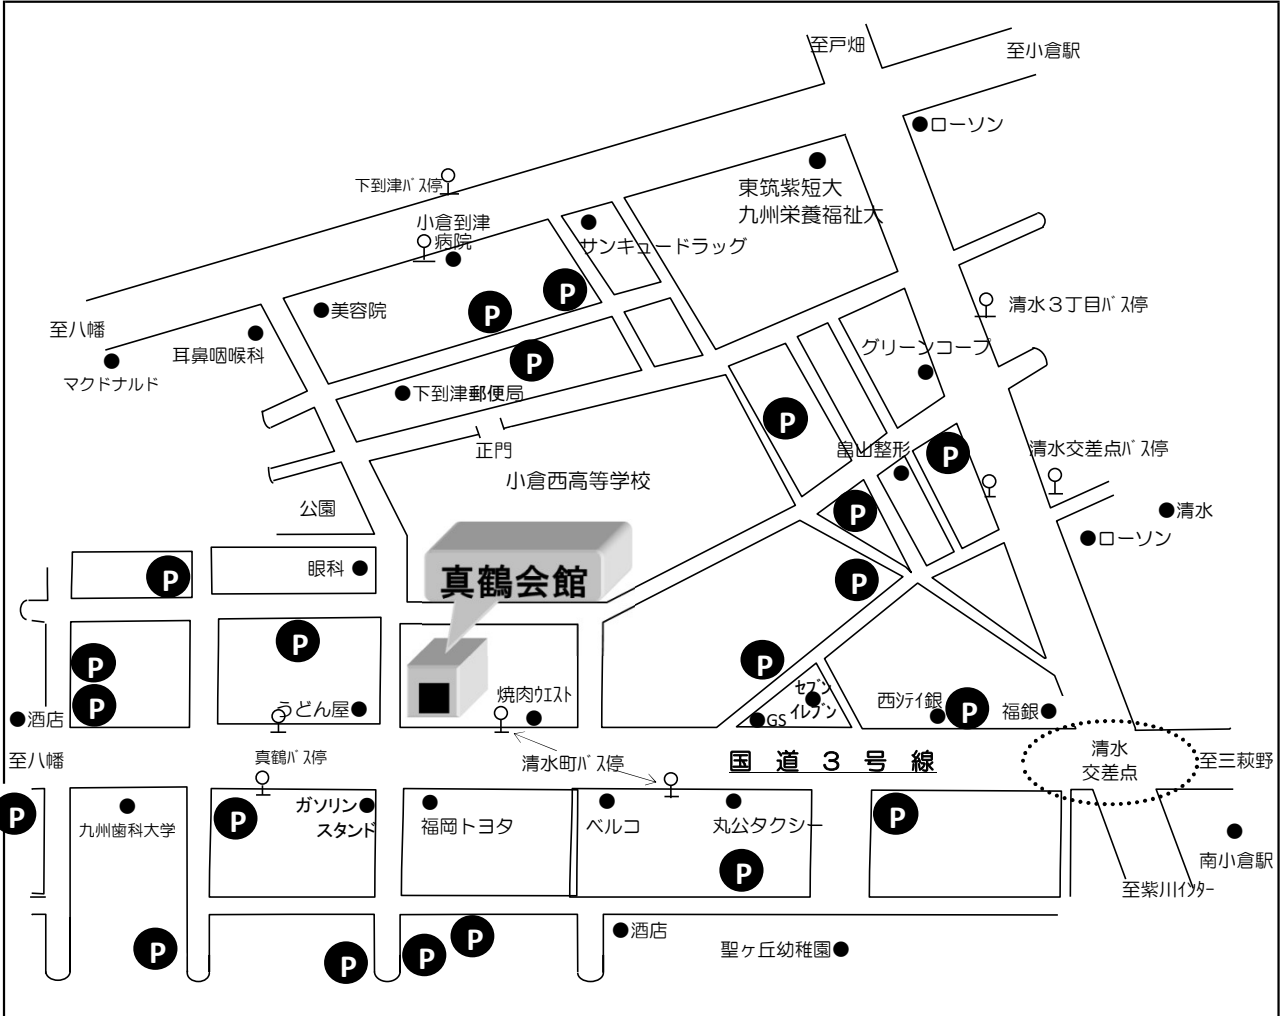 至戸畑
至小倉駅
ローソン
下到津ﾊﾞｽ停
小倉到津
病院
東筑紫短大
九州栄養福祉大
サンキュードラッグ
美容院
P
P
P
至八幡
耳鼻咽喉科
マクドナルド
清水３丁目ﾊﾞｽ停
グリーンコープ
下到津郵便局
正門
P
畠山整形
P
清水交差点ﾊﾞｽ停
小倉西高等学校
公園
P
清水
ローソン
真鶴会館
眼科
P
P
P
P
P
P
P
焼肉ｳｴｽﾄ
うどん屋
セブン
イレブン
GS
西ｼﾃｲ銀
P
福銀
酒店
至八幡
真鶴ﾊﾞｽ停
清水町ﾊﾞｽ停
国道３号線
清水
交差点
至三萩野
P
九州歯科大学
P
ガソリン
スタンド
福岡トヨタ
ベルコ
丸公タクシー
P
P
南小倉駅
至紫川ｲﾝﾀｰ
P
P
P
P
酒店
聖ヶ丘幼稚園